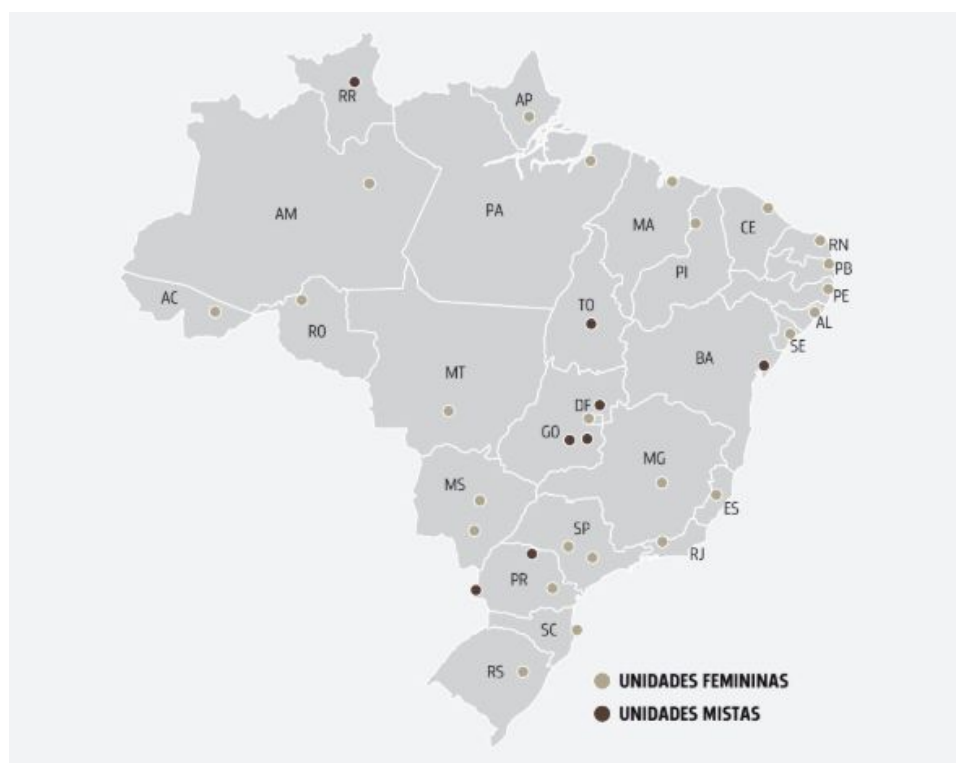 RR
AP
AM
PA
MA
CE
RN
PB
PI
PE
AC
TO
AL
RO
SE
BA
MT
DF
GO
MG
MS
ES
SP
RJ
PR
SC
RS
UNIDADES FEMININAS
UNIDADES MISTAS